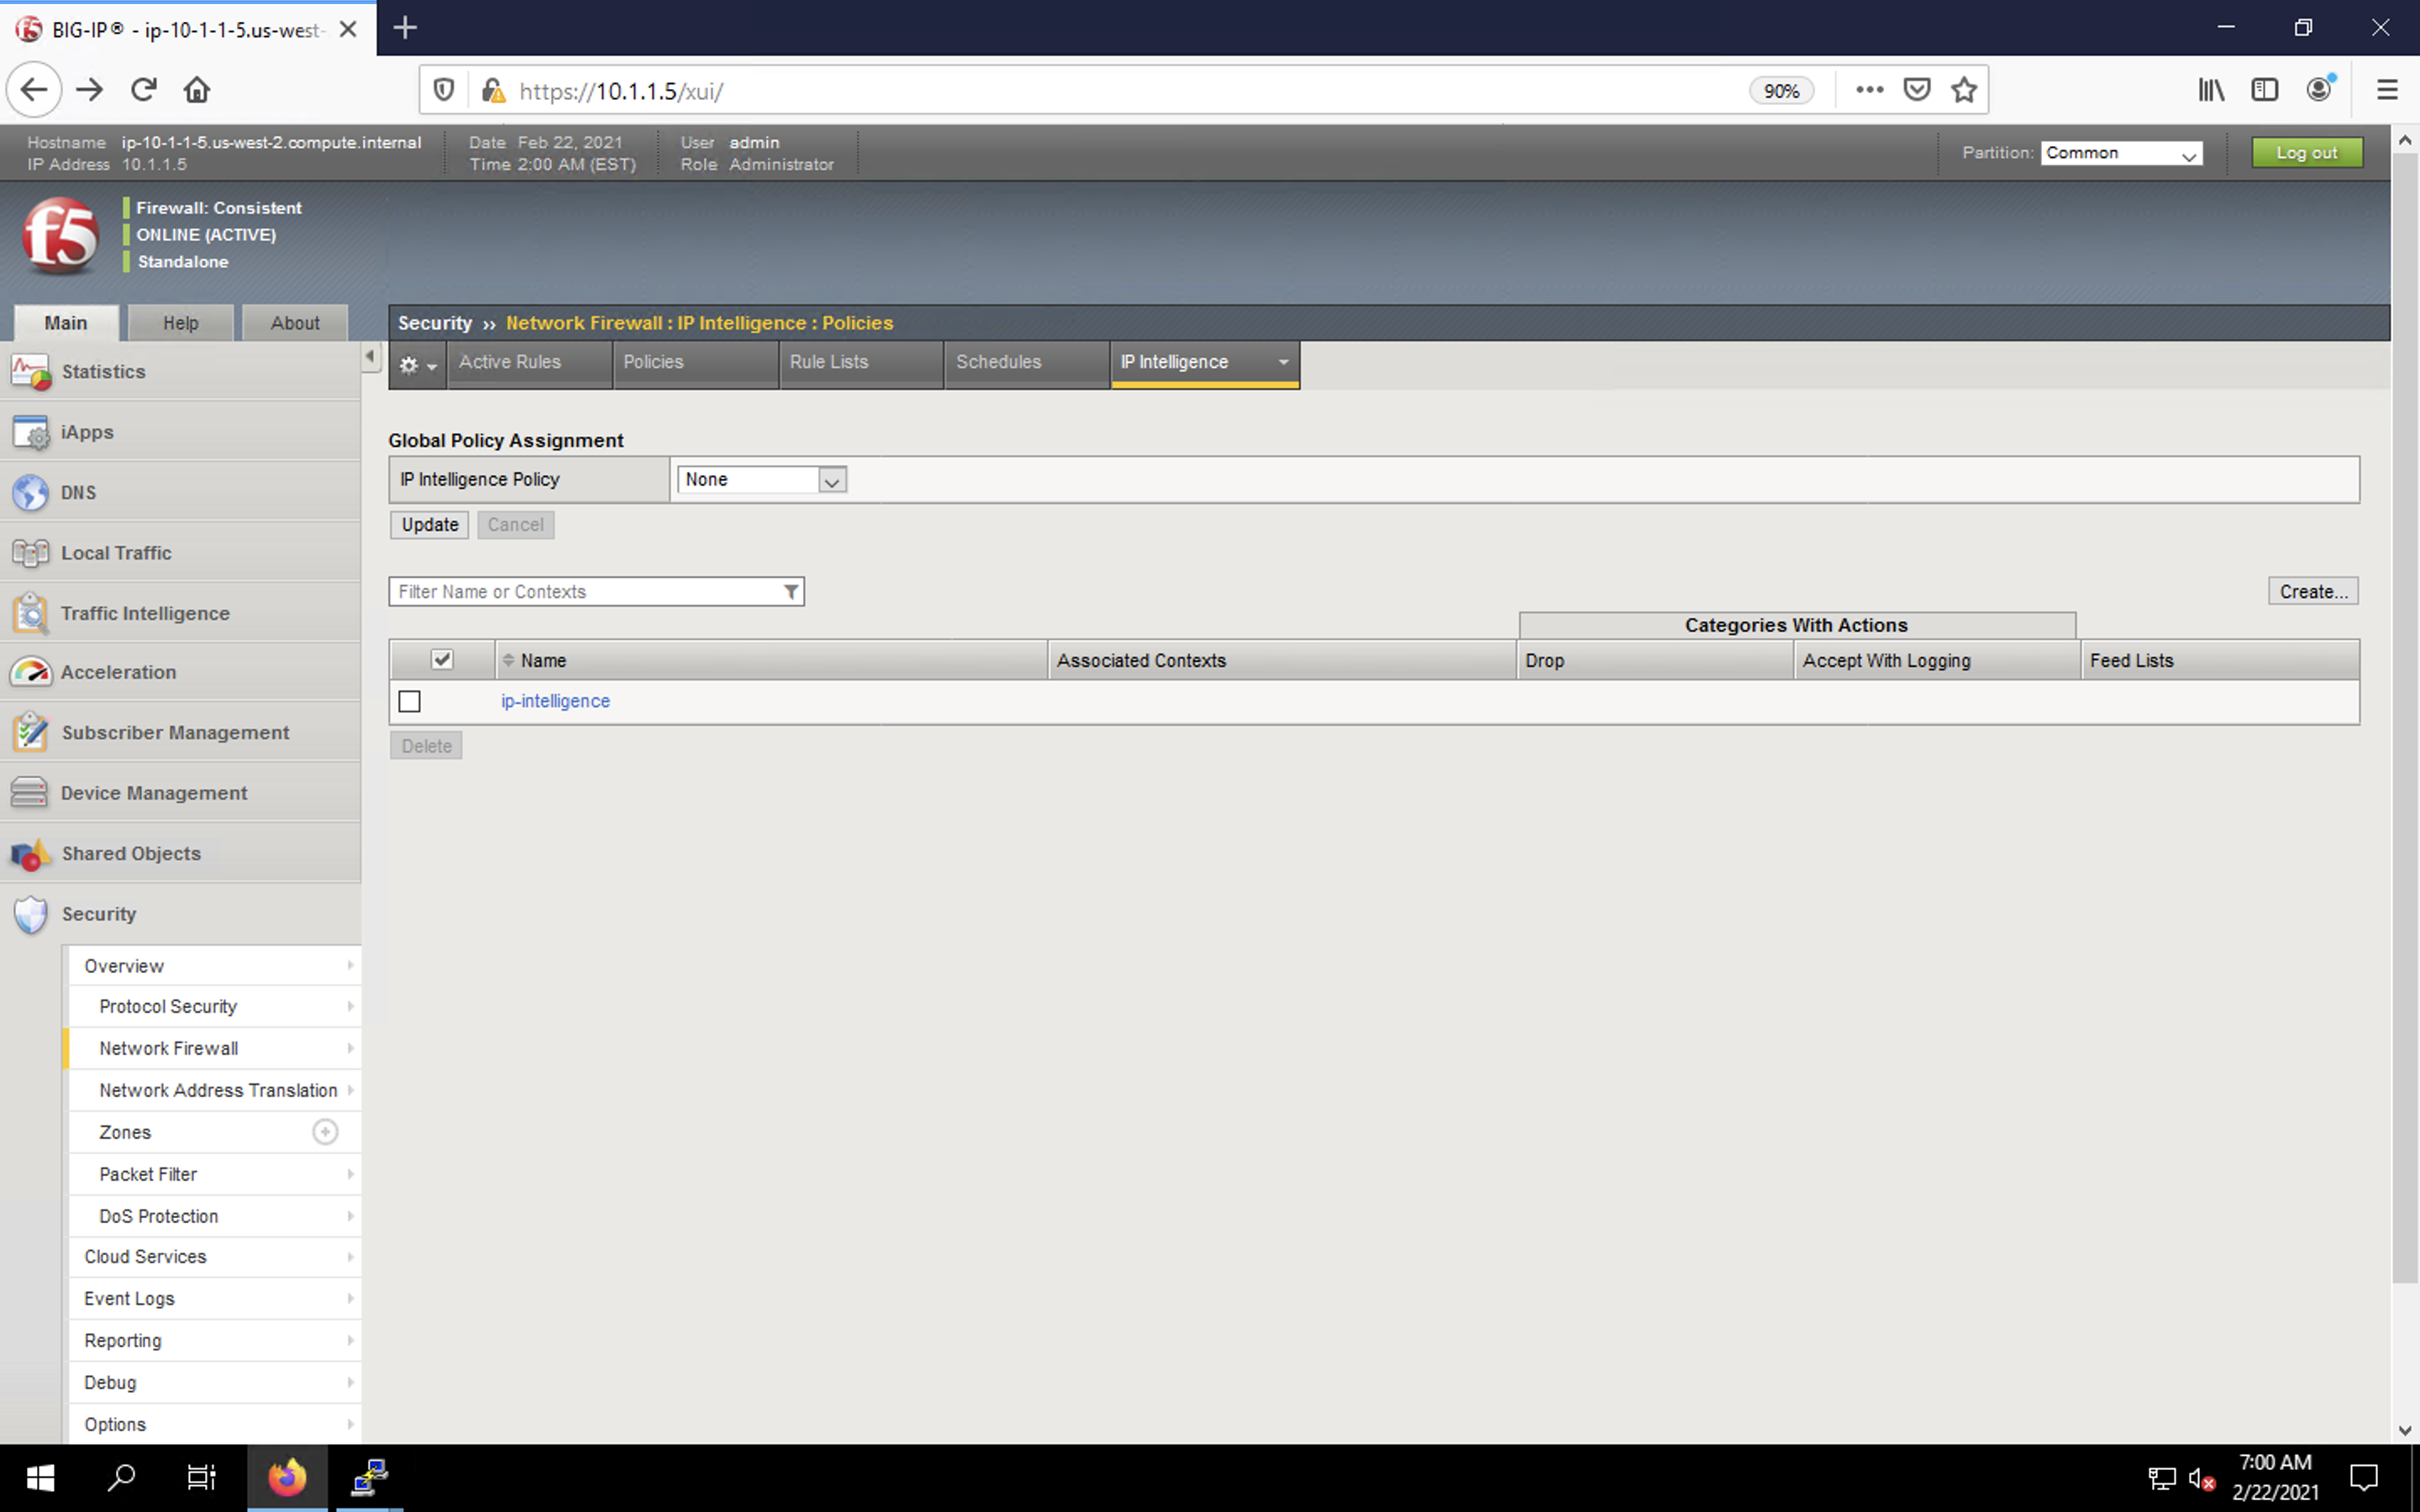 BIG-IP® - ip-10-1-1-5.us-west-
https://10.1.1.5/xui/
90%
Hostname ip-10-1-1-5.us-west-2.compute.internal
IP Address 10.1.1.5
Date Feb 22, 2021
Time 2:00 AM (EST)
User admin
Role Administrator
Partition: Common
Log out
f5
Firewall: Consistent
ONLINE (ACTIVE)
Standalone
Main Help About
Security ›› Network Firewall : IP Intelligence : Policies
Active Rules Policies Rule Lists Schedules IP Intelligence
Statistics
iApps
DNS
Local Traffic
Traffic Intelligence
Acceleration
Subscriber Management
Device Management
Shared Objects
Security
Overview
Protocol Security
Network Firewall
Network Address Translation
Zones
Packet Filter
DoS Protection
Cloud Services
Event Logs
Reporting
Debug
Options
Global Policy Assignment
IP Intelligence Policy None
Update Cancel
Filter Name or Contexts
Create...
Categories With Actions
Name Associated Contexts Drop Accept With Logging Feed Lists
ip-intelligence
Delete
7:00 AM
2/22/2021